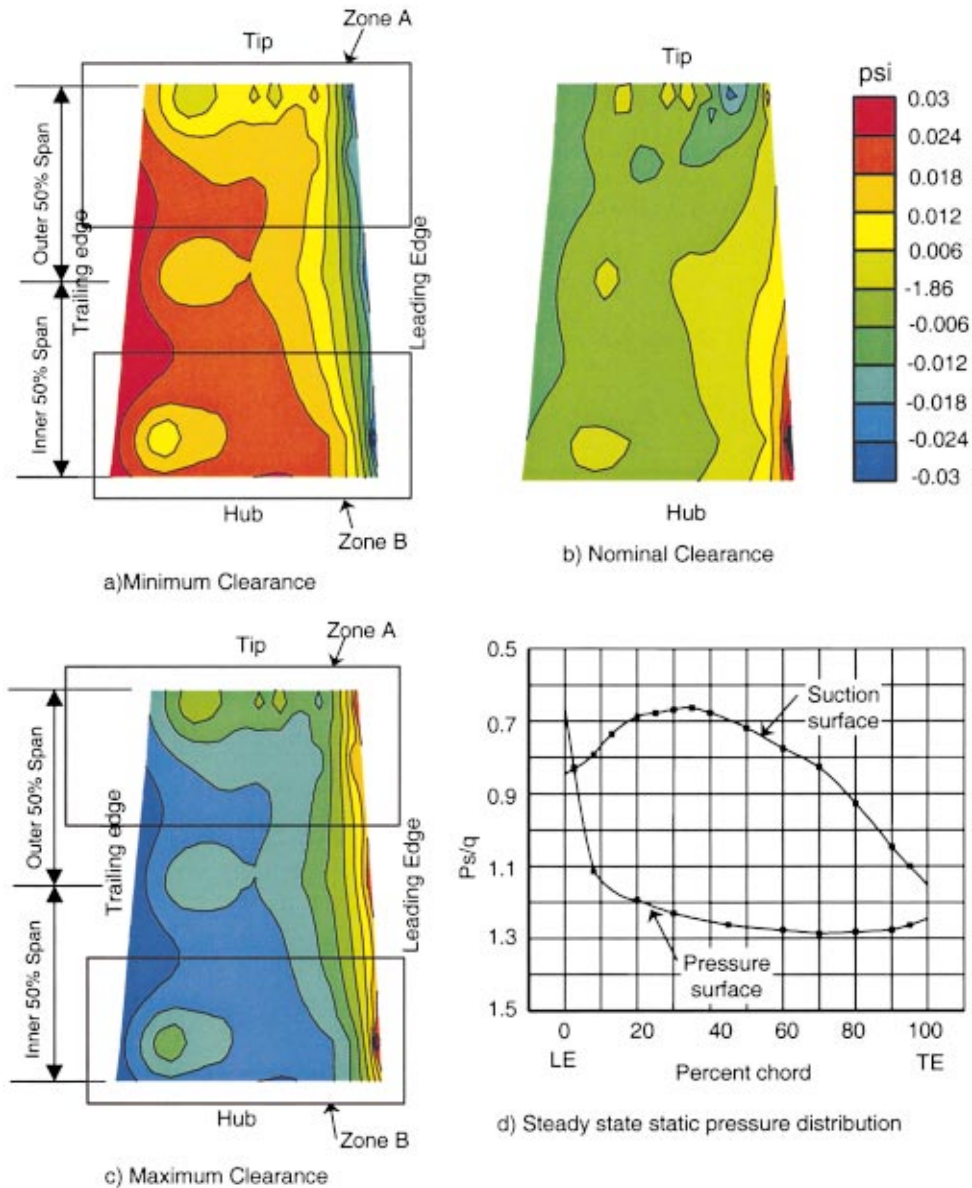 Zone A
Tip
Outer 50% Span
Trailing edge
Leading Edge
Inner 50% Span
Hub
Zone B
a)Minimum Clearance
Tip
Hub
b) Nominal Clearance
psi
0.03
0.024
0.018
0.012
0.006
-1.86
-0.006
-0.012
-0.018
-0.024
-0.03
Zone A
Tip
Outer 50% Span
Trailing edge
Leading Edge
Inner 50% Span
Hub
Zone B
c) Maximum Clearance
0.5
0.7
0.9
1.1
1.3
1.5
Ps/q
Suction
surface
Pressure
surface
0 20 40 60 80 100
LE Percent chord TE
d) Steady state static pressure distribution